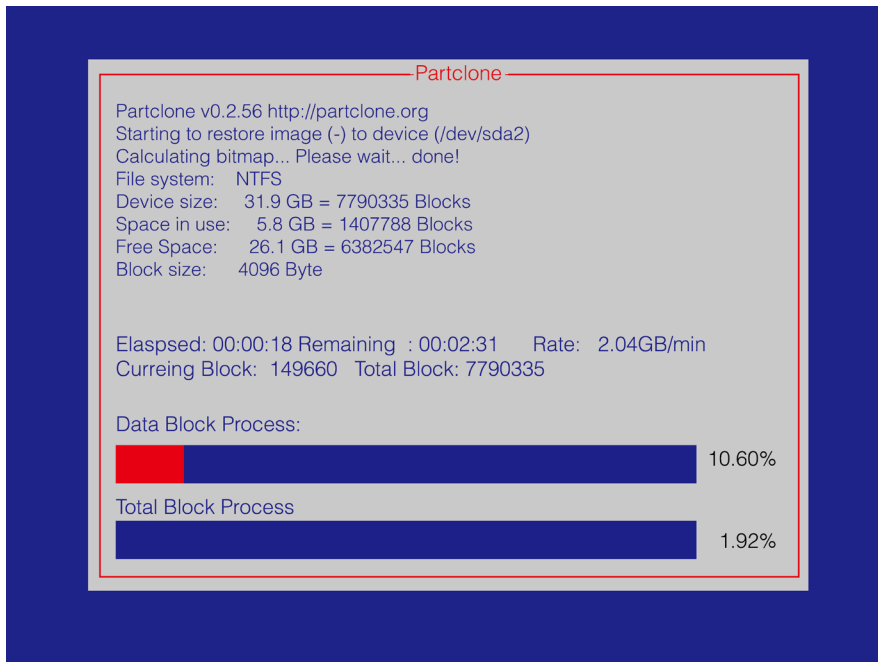 Partclone
Partclone v0.2.56 http://partclone.org
Starting to restore image (-) to device (/dev/sda2)
Calculating bitmap... Please wait... done!
File system: NTFS
Device size: 31.9 GB = 7790335 Blocks
Space in use: 5.8 GB = 1407788 Blocks
Free Space: 26.1 GB = 6382547 Blocks
Block size: 4096 Byte
Elaspsed: 00:00:18 Remaining : 00:02:31 Rate: 2.04GB/min
Curreing Block: 149660 Total Block: 7790335
Data Block Process:
10.60%
Total Block Process
1.92%